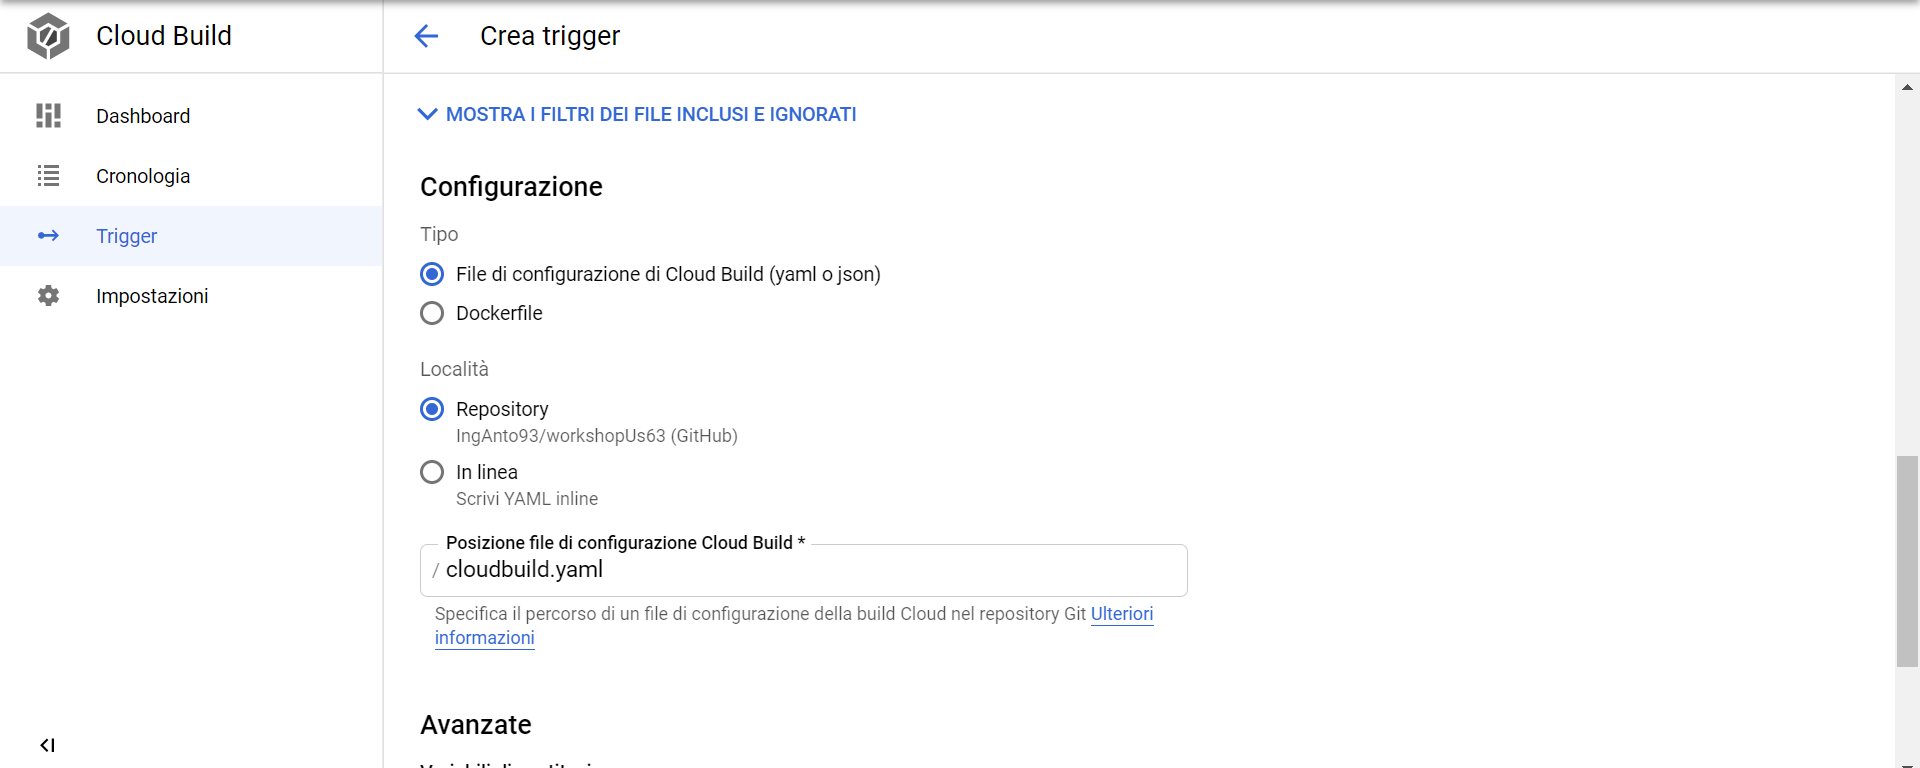 Cloud Build
Crea trigger
Dashboard
Cronologia
Trigger
Impostazioni
MOSTRA I FILTRI DEI FILE INCLUSI E IGNORATI
Configurazione
Tipo
File di configurazione di Cloud Build (yaml o json)
Dockerfile
Località
Repository
IngAnto93/workshopUs63 (GitHub)
In linea
Scrivi YAML inline
Posizione file di configurazione Cloud Build *
/ cloudbuild.yaml
Specifica il percorso di un file di configurazione della build Cloud nel repository Git Ulteriori
informazioni
Avanzate